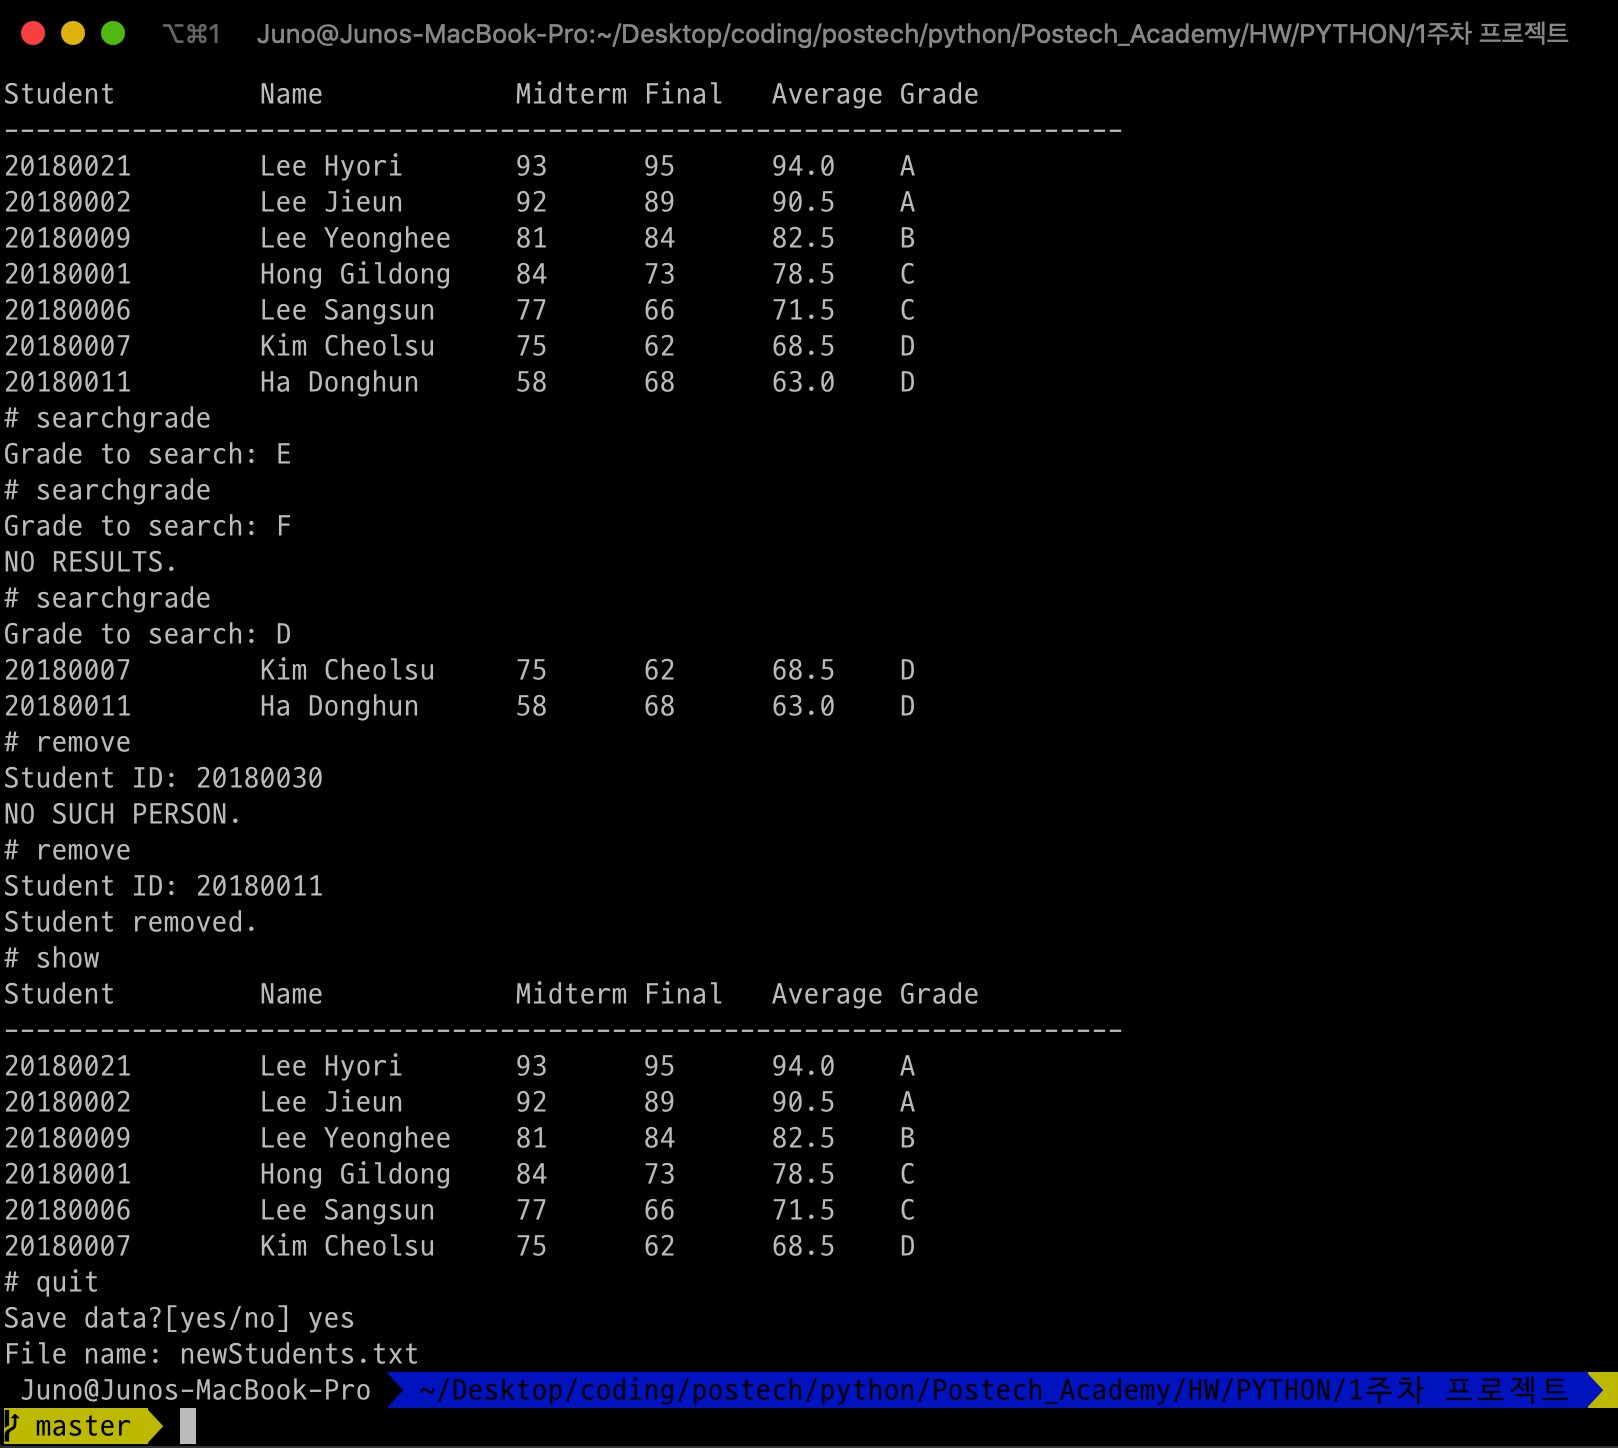 ⌥⌘1 Juno@Junos-MacBook-Pro:~/Desktop/coding/postech/python/Postech_Academy/HW/PYTHON/1주차 프로젝트
Student Name Midterm Final Average Grade
----------------------------------------------------------------------
20180021 Lee Hyori 93 95 94.0 A
20180002 Lee Jieun 92 89 90.5 A
20180009 Lee Yeonghee 81 84 82.5 B
20180001 Hong Gildong 84 73 78.5 C
20180006 Lee Sangsun 77 66 71.5 C
20180007 Kim Cheolsu 75 62 68.5 D
20180011 Ha Donghun 58 68 63.0 D
# searchgrade
Grade to search: E
# searchgrade
Grade to search: F
NO RESULTS.
# searchgrade
Grade to search: D
20180007 Kim Cheolsu 75 62 68.5 D
20180011 Ha Donghun 58 68 63.0 D
# remove
Student ID: 20180030
NO SUCH PERSON.
# remove
Student ID: 20180011
Student removed.
# show
Student Name Midterm Final Average Grade
----------------------------------------------------------------------
20180021 Lee Hyori 93 95 94.0 A
20180002 Lee Jieun 92 89 90.5 A
20180009 Lee Yeonghee 81 84 82.5 B
20180001 Hong Gildong 84 73 78.5 C
20180006 Lee Sangsun 77 66 71.5 C
20180007 Kim Cheolsu 75 62 68.5 D
# quit
Save data?[yes/no] yes
File name: newStudents.txt
Juno@Junos-MacBook-Pro ~/Desktop/coding/postech/python/Postech_Academy/HW/PYTHON/1주차 프로젝트
master